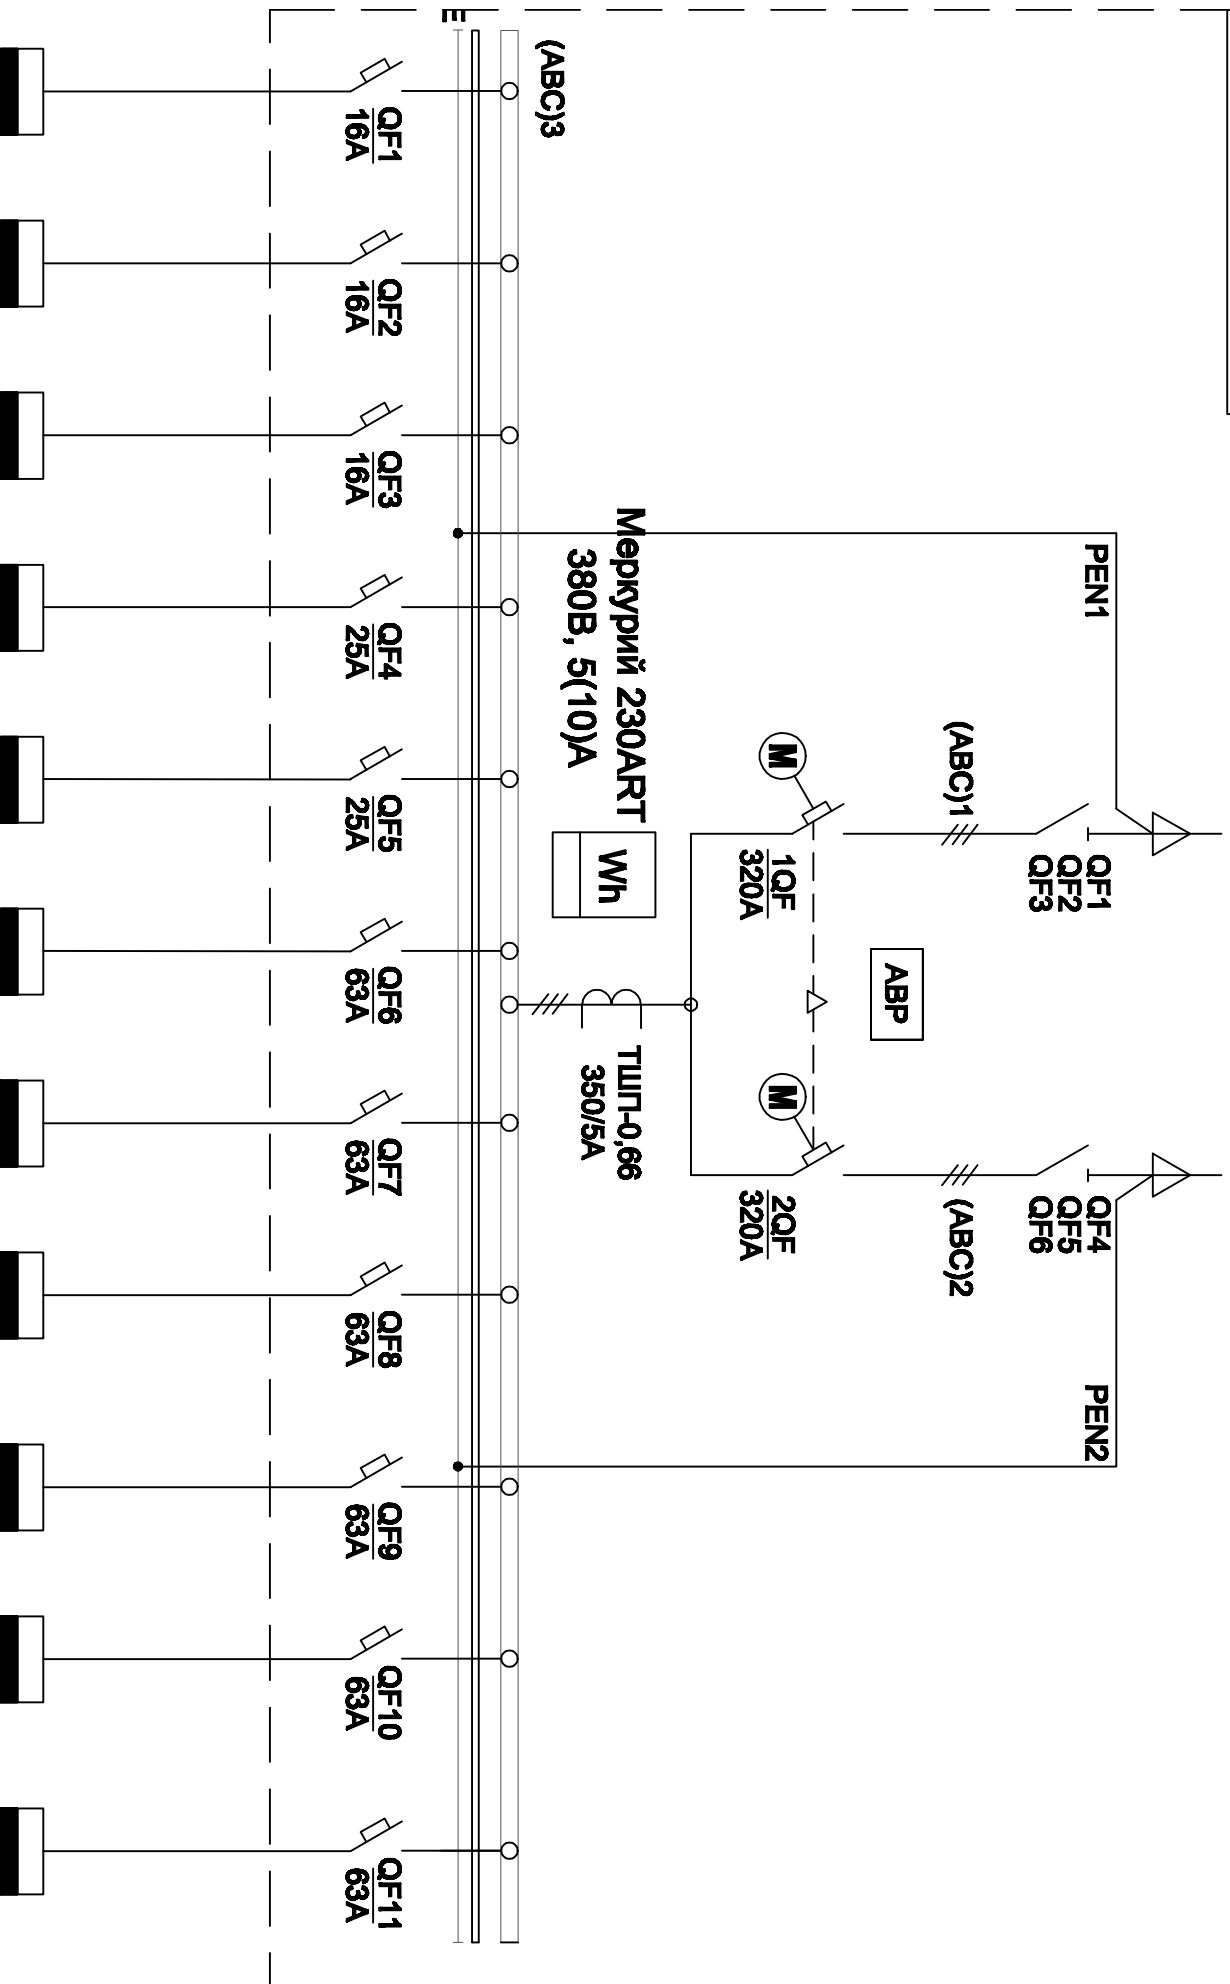 PEN1
QF1
QF2
QF3
(ABC)1
QF4
QF5
QF6
(ABC)2
PEN2
АВР
M
1QF
320A
M
2QF
320A
Меркурий 230ART
380В, 5(10)А
Wh
ТШП-0,66
350/5А
(ABC)3
QF1
16A
QF2
16A
QF3
16A
QF4
25A
QF5
25A
QF6
63A
QF7
63A
QF8
63A
QF9
63A
QF10
63A
QF11
63A